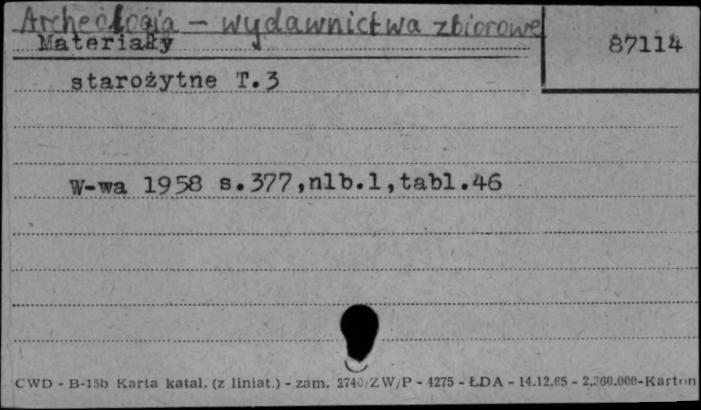 Archeologia - wydawnictwa zbiorowe
Materiały
87114
starożytne T.3
W-wa 1958 s.377,nlb.1,tabl.46
CWD - B-15b Karta katal. (z liniat.) - zam. 2740/ZW/P - 4275 - ŁDA - 14.12.65 - 2.360.000-Karton